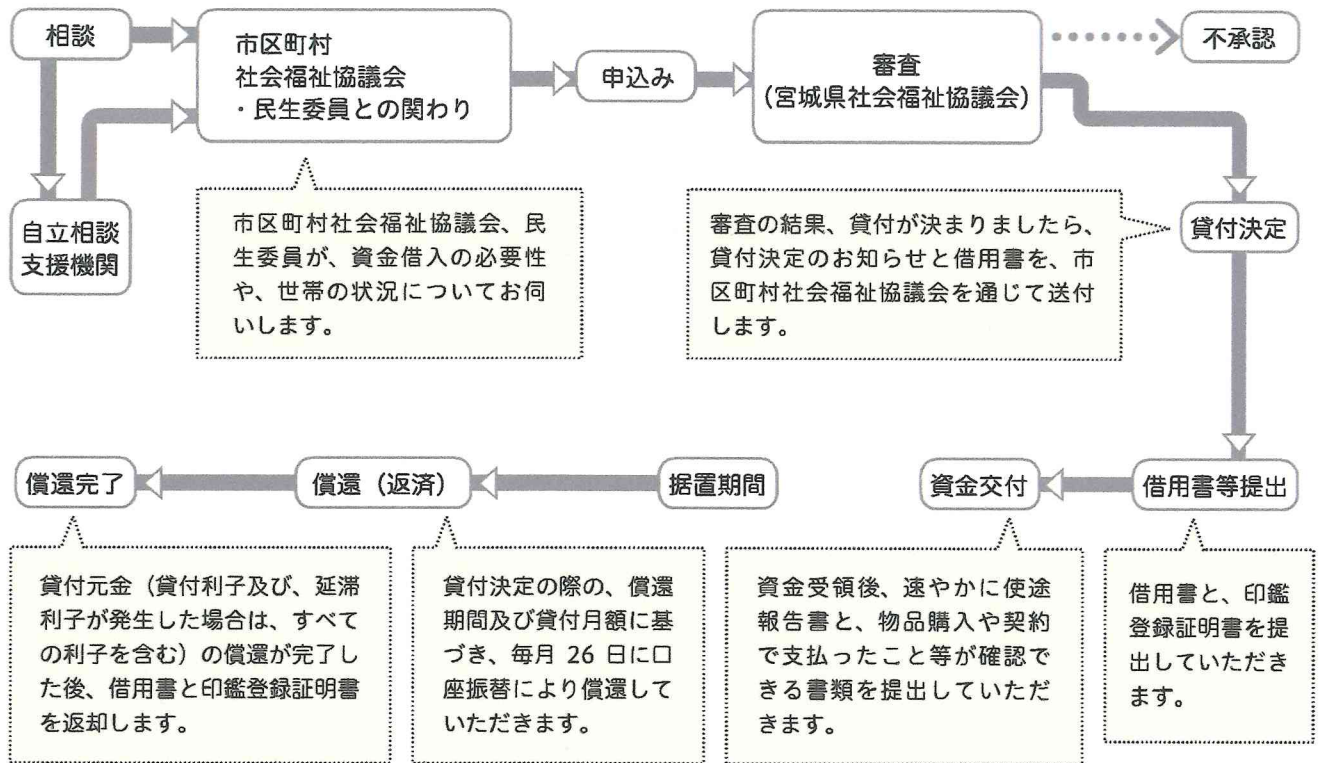 相談
市区町村
社会福祉協議会
・民生委員との関わり
申込み
審査
（宮城県社会福祉協議会）
不承認
自立相談
支援機関
市区町村社会福祉協議会、民
生委員が、資金借入の必要性
や、世帯の状況についてお伺
いします。
審査の結果、貸付が決まりましたら、
貸付決定のお知らせと借用書を、市
区町村社会福祉協議会を通じて送付
します。
貸付決定
償還完了
償還（返済）
据置期間
資金交付
借用書等提出
貸付元金（貸付利子及び、延滞
利子が発生した場合は、すべて
の利子を含む）の償還が完了し
た後、借用書と印鑑登録証明書
を返却します。
貸付決定の際の、償還
期間及び貸付月額に基
づき、毎月 26 日に口
座振替により償還して
いただきます。
資金受領後、速やかに使途
報告書と、物品購入や契約
で支払ったこと等が確認で
きる書類を提出していただ
きます。
借用書と、印鑑
登録証明書を提
出していただき
ます。